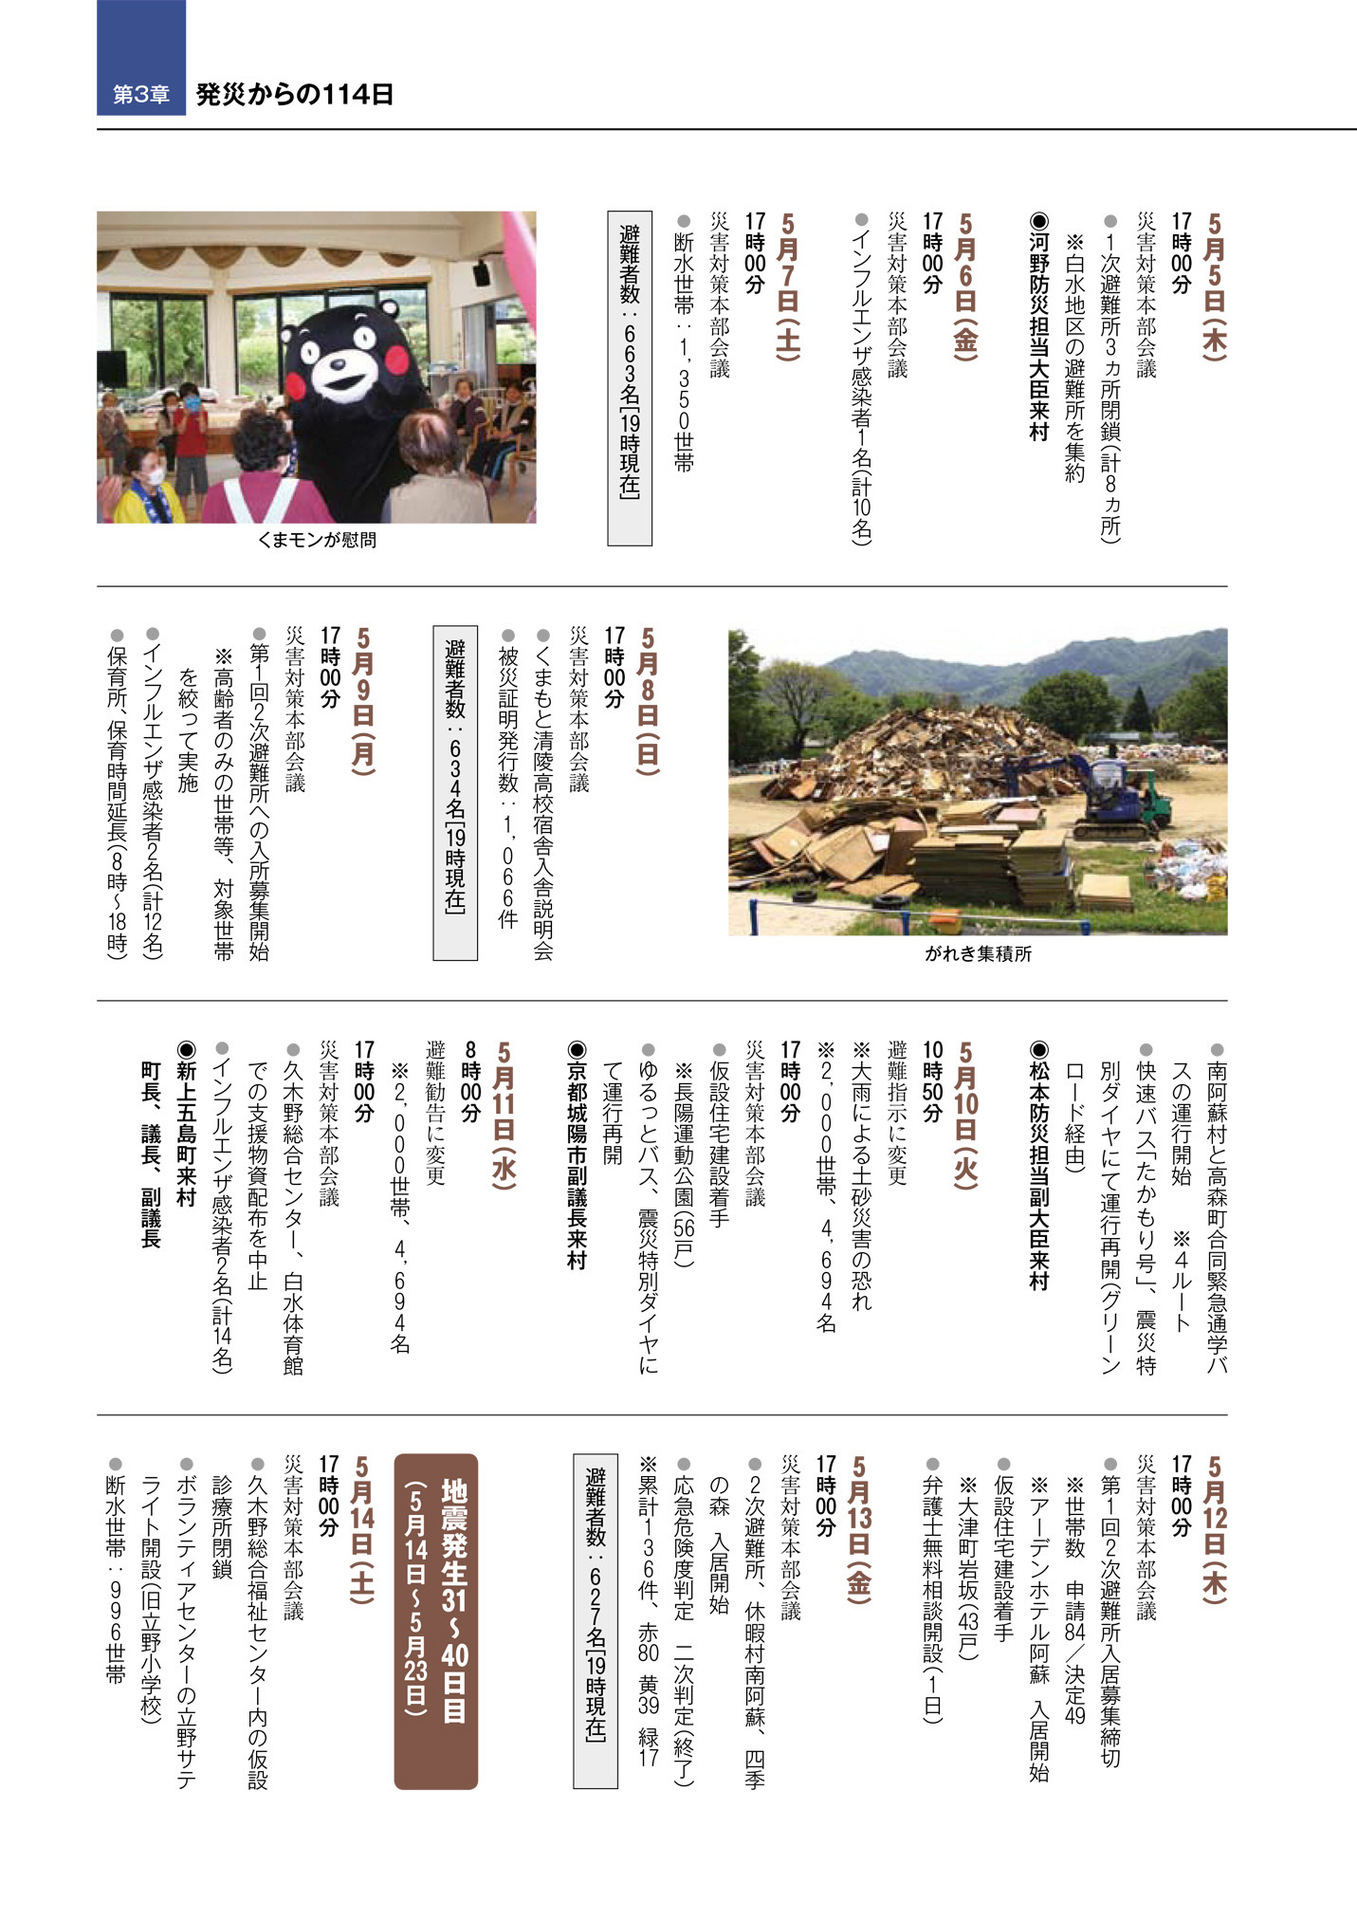 第3章
発災からの114日
5月5日(木)
17時00分
災害対策本部会議
●1次避難所3ヵ所閉鎖(計8ヵ所)
※白水地区の避難所を集約
◉河野防災担当大臣来村
5月6日(金)
17時00分
災害対策本部会議
●インフルエンザ感染者1名(計10名)
5月7日(土)
17時00分
災害対策本部会議
●断水世帯：1,350世帯
避難者数：663名[19時現在]
くまモンが慰問
がれき集積所
5月8日(日)
17時00分
災害対策本部会議
●くまもと清陵高校宿舎入舎説明会
●被災証明発行数：1,066件
避難者数：634名[19時現在]
5月9日(月)
17時00分
災害対策本部会議
●第1回2次避難所への入所募集開始
※高齢者のみの世帯等、対象世帯
を絞って実施
●インフルエンザ感染者2名(計12名)
●保育所、保育時間延長(8時〜18時)
●南阿蘇村と高森町合同緊急通学バ
スの運行開始　※4ルート
●快速バス「たかもり号」、震災特
別ダイヤにて運行再開(グリーン
ロード経由)
◉松本防災担当副大臣来村
5月10日(火)
10時50分
避難指示に変更
※大雨による土砂災害の恐れ
※2,000世帯、4,694名
17時00分
災害対策本部会議
●仮設住宅建設着手
※長陽運動公園(56戸)
●ゆるっとバス、震災特別ダイヤに
て運行再開
◉京都城陽市副議長来村
5月11日(水)
8時00分
避難勧告に変更
※2,000世帯、4,694名
17時00分
災害対策本部会議
●久木野総合センター、白水体育館
での支援物資配布を中止
●インフルエンザ感染者2名(計14名)
◉新上五島町来村
町長、議長、副議長
5月12日(木)
17時00分
災害対策本部会議
●第1回2次避難所入居募集締切
※世帯数　申請84／決定49
※アーデンホテル阿蘇　入居開始
●仮設住宅建設着手
※大津町岩坂(43戸)
●弁護士無料相談開設(1日)
5月13日(金)
17時00分
災害対策本部会議
●2次避難所、休暇村南阿蘇、四季
の森　入居開始
●応急危険度判定　二次判定(終了)
※累計136件、赤80　黄39　緑17
避難者数：627名[19時現在]
地震発生31〜40日目
(5月14日〜5月23日)
5月14日(土)
17時00分
災害対策本部会議
●久木野総合福祉センター内の仮設
診療所閉鎖
●ボランティアセンターの立野サテ
ライト開設(旧立野小学校)
●断水世帯：996世帯